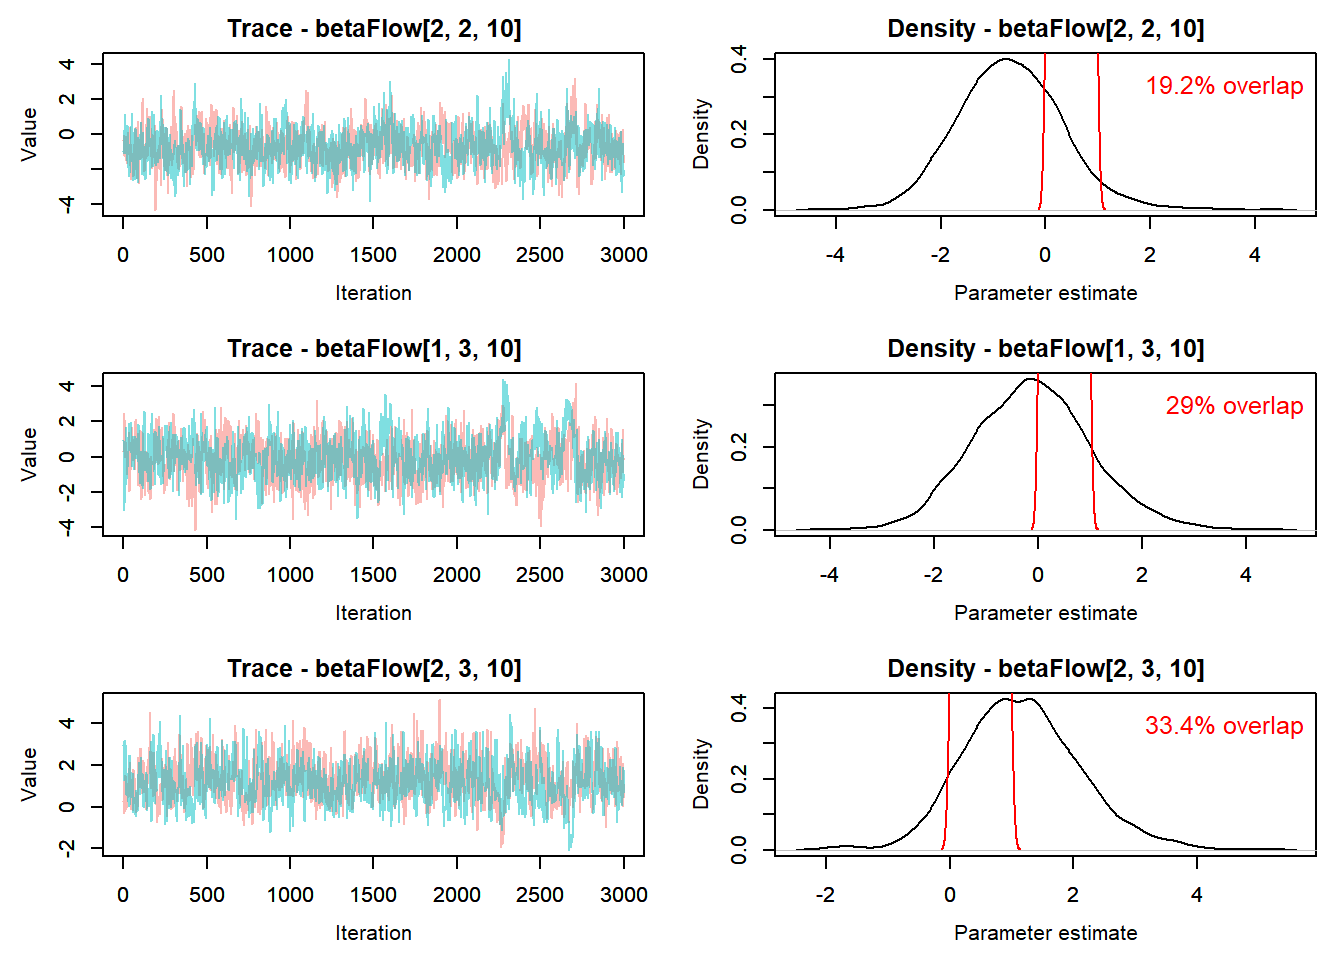 Trace - betaFlow[2, 2, 10]
Value
4
2
0
-4
0 500 1000 1500 2000 2500 3000
Iteration
Density - betaFlow[2, 2, 10]
Density
0.4
0.2
0.0
19.2% overlap
-4 -2 0 2 4
Parameter estimate
Trace - betaFlow[1, 3, 10]
Value
4
2
0
-2
-4
0 500 1000 1500 2000 2500 3000
Iteration
Density - betaFlow[1, 3, 10]
Density
0.2
0.0
29% overlap
-4 -2 0 2 4
Parameter estimate
Trace - betaFlow[2, 3, 10]
Value
4
2
0
-2
0 500 1000 1500 2000 2500 3000
Iteration
Density - betaFlow[2, 3, 10]
Density
0.4
0.2
0.0
33.4% overlap
-2 0 2 4
Parameter estimate